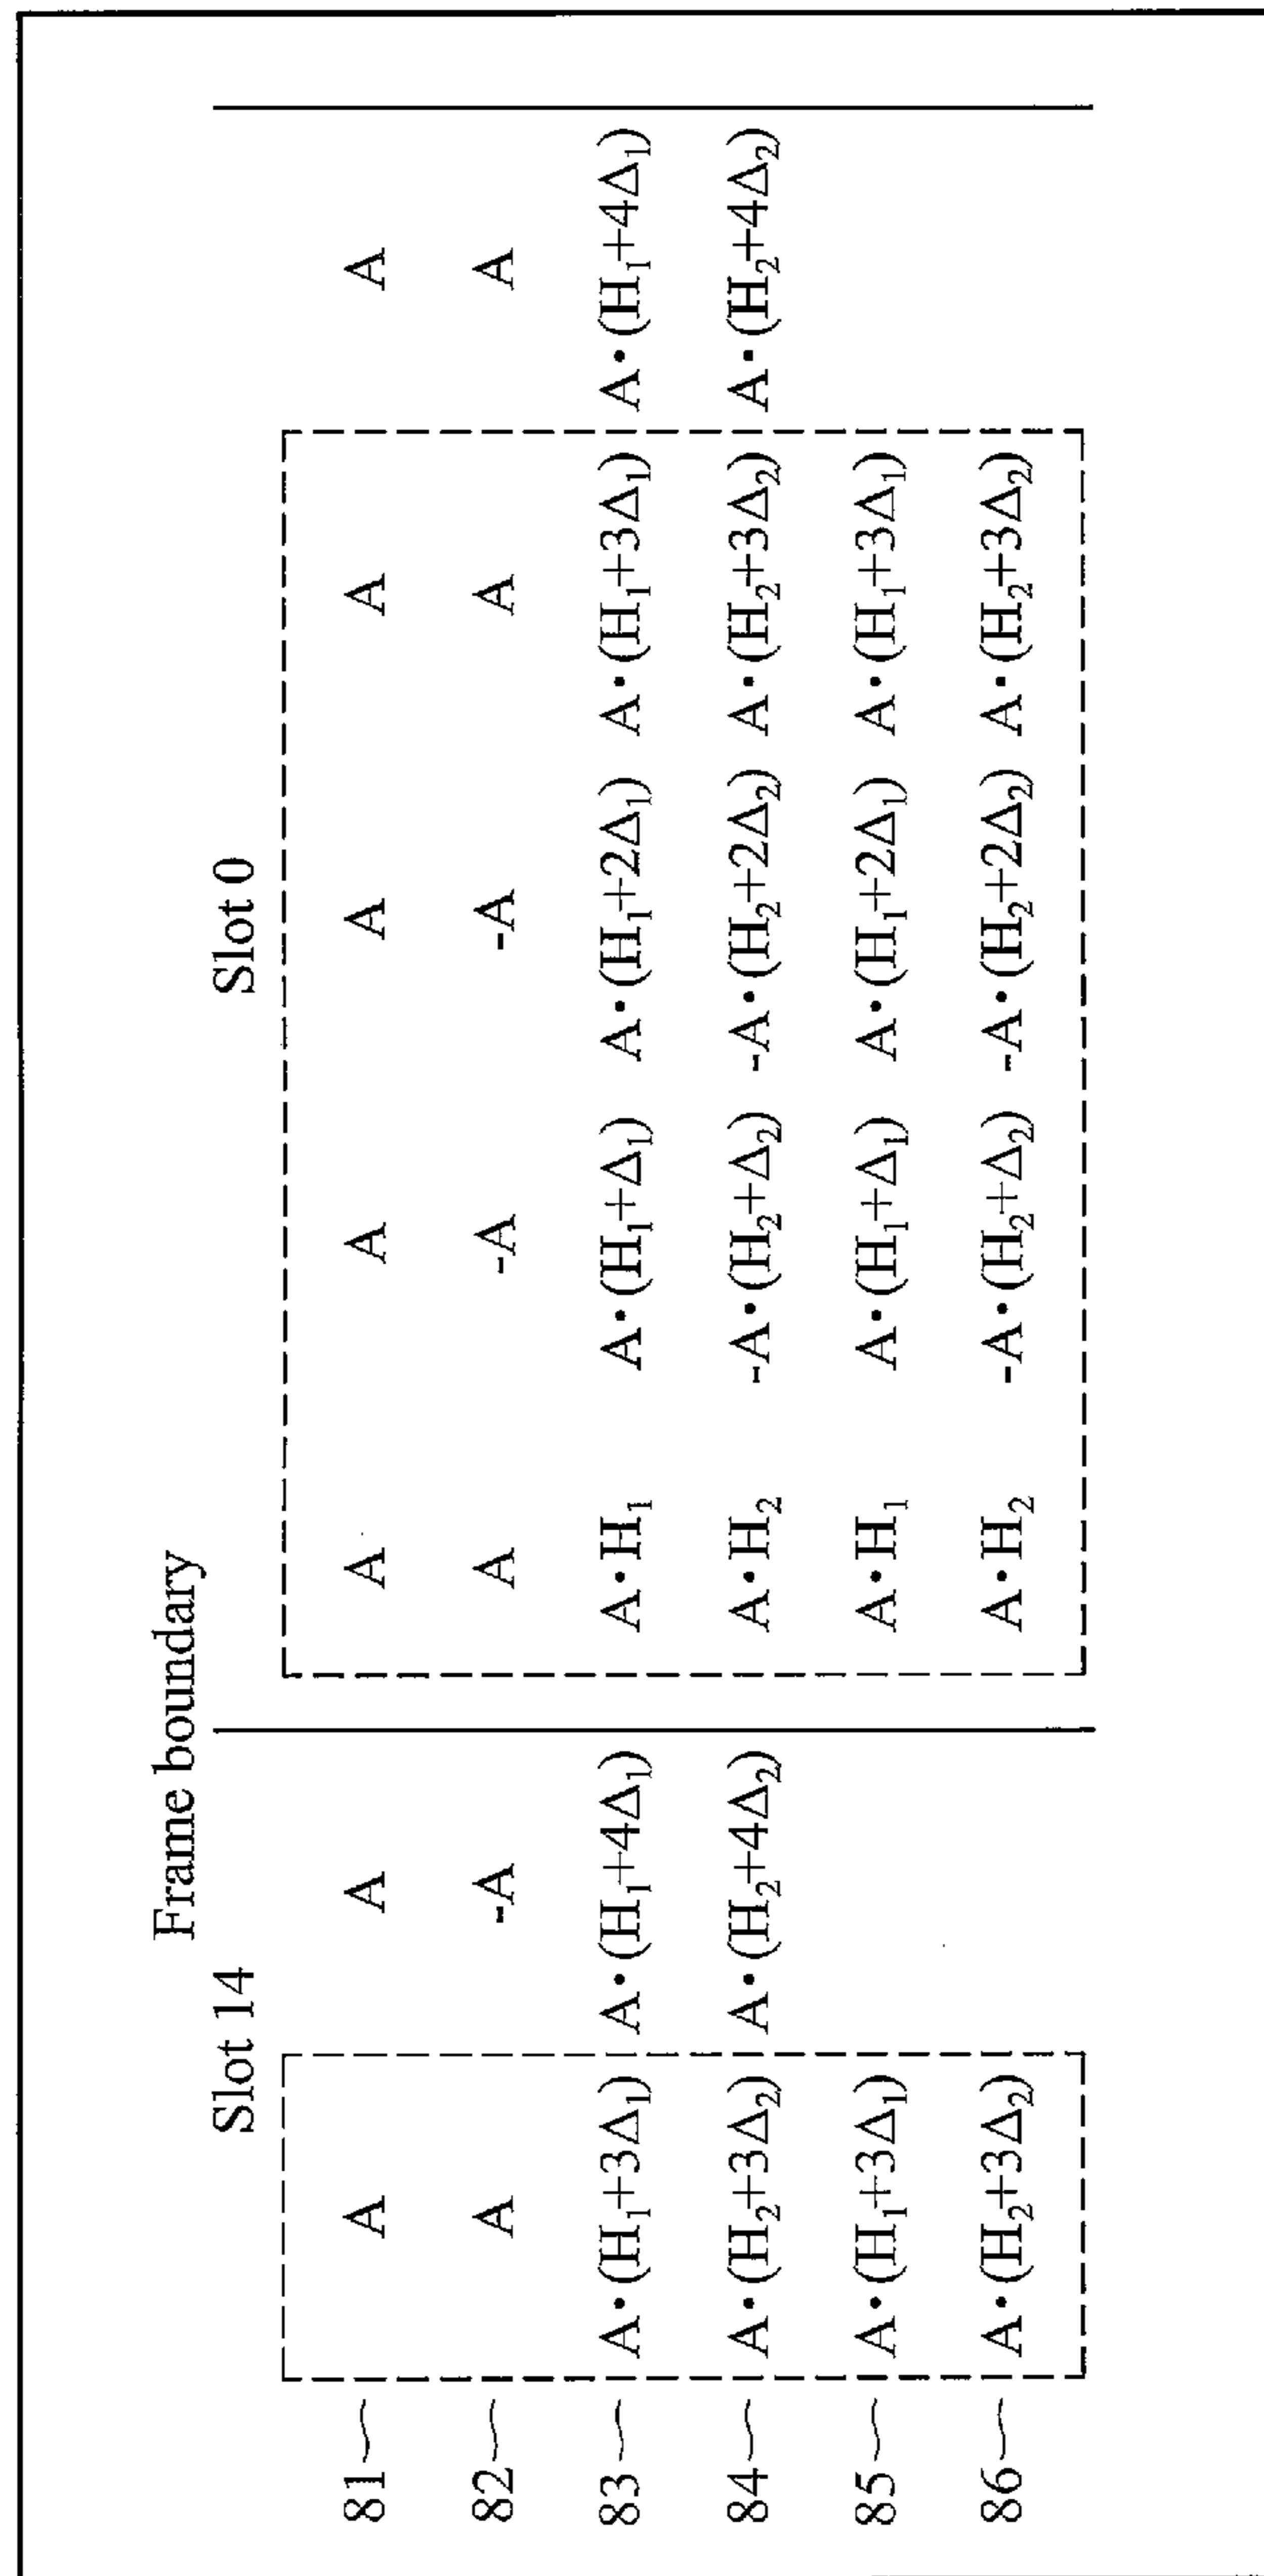 Frame boundary
Slot 14 Slot 0
81 A A A A A A A
82 A -A A -A -A A A
83 A·(H₁+3Δ₁) A·(H₁+4Δ₁) A·H₁ A·(H₁+Δ₁) A·(H₁+2Δ₁) A·(H₁+3Δ₁) A·(H₁+4Δ₁)
84 A·(H₂+3Δ₂) A·(H₂+4Δ₂) A·H₂ -A·(H₂+Δ₂) -A·(H₂+2Δ₂) A·(H₂+3Δ₂) A·(H₂+4Δ₂)
85 A·(H₁+3Δ₁) A·H₁ A·(H₁+Δ₁) A·(H₁+2Δ₁) A·(H₁+3Δ₁)
86 A·(H₂+3Δ₂) A·H₂ -A·(H₂+Δ₂) -A·(H₂+2Δ₂) A·(H₂+3Δ₂)